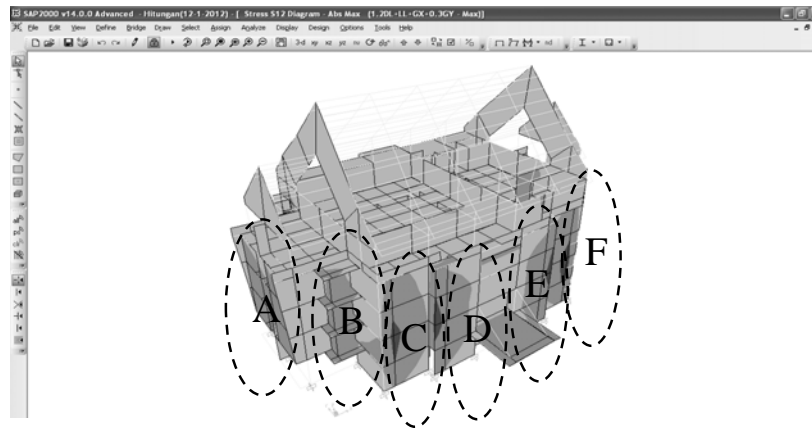 SAP2000 v14.0.0 Advanced - Hitungan(12-1-2012) - [ Stress S12 Diagram - Abs Max (1.2DL+LL+GX+0.3GY - Max)]
File Edit View Define Bridge Draw Select Assign Analyze Display Design Options Tools Help
3-d xy xz yz nv
nd
A B C D E F